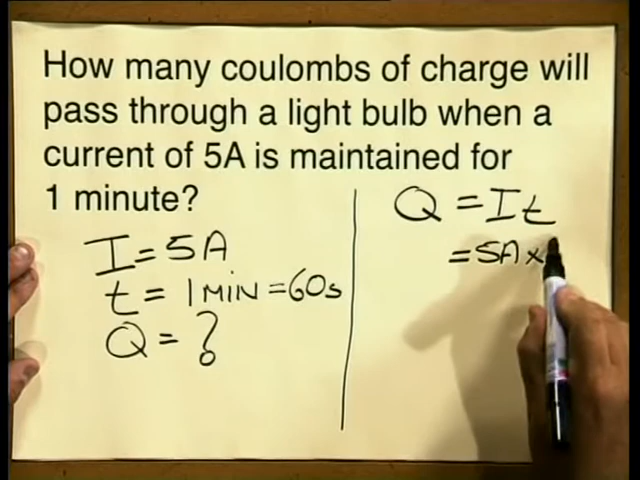 How many coulombs of charge will
pass through a light bulb when a
current of 5A is maintained for
1 minute?
I = 5A
t = 1 MIN = 60s
Q = ?
Q = It
= 5A x